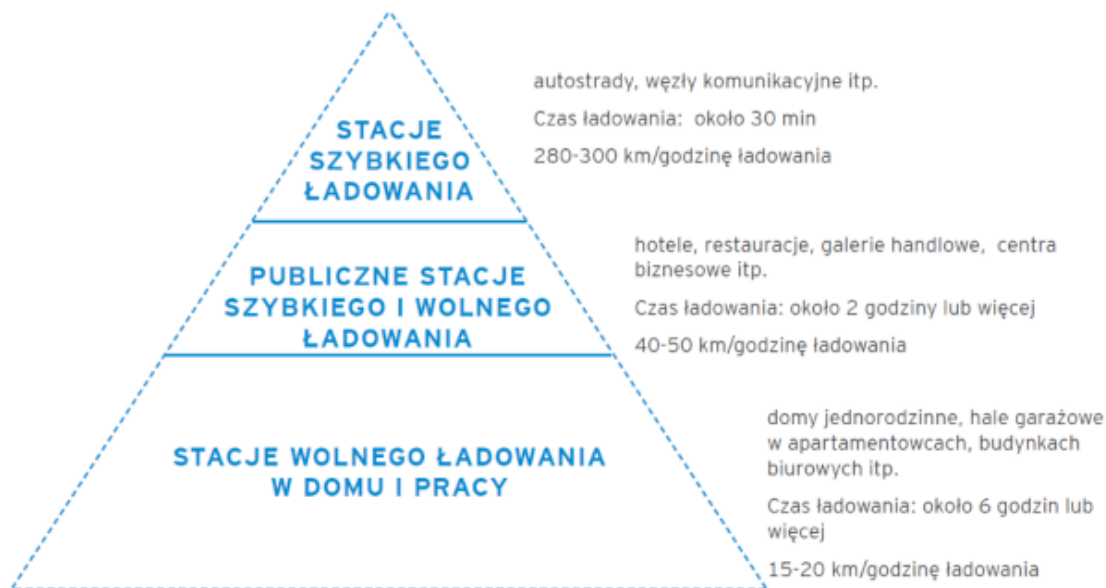 STACJE
SZYBKIEGO
ŁADOWANIA
autostrady, węzły komunikacyjne itp.
Czas ładowania: około 30 min
280-300 km/godzinę ładowania
PUBLICZNE STACJE
SZYBKIEGO I WOLNEGO
ŁADOWANIA
hotele, restauracje, galerie handlowe, centra
biznesowe itp.
Czas ładowania: około 2 godziny lub więcej
40-50 km/godzinę ładowania
STACJE WOLNEGO ŁADOWANIA
W DOMU I PRACY
domy jednorodzinne, hale garażowe
w apartamentowcach, budynkach
biurowych itp.
Czas ładowania: około 6 godzin lub
więcej
15-20 km/godzinę ładowania